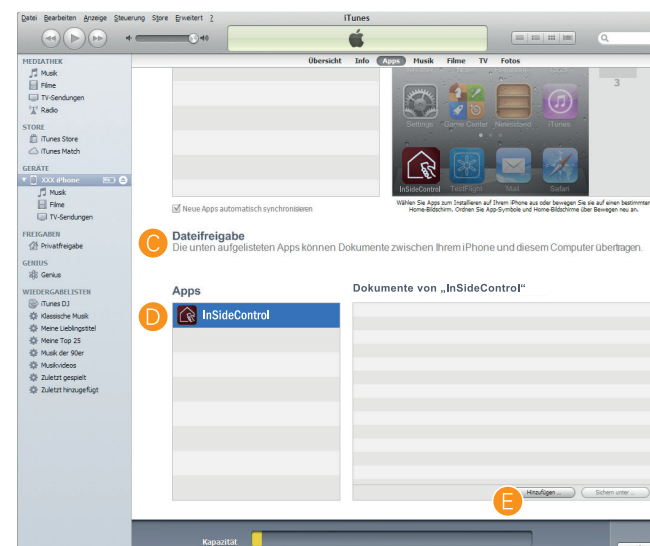 Datei Bearbeiten Anzeige Steuerung Store Erweitert ?
iTunes
Übersicht Info Apps Musik Filme TV Fotos
MEDIATHEK
Musik
Filme
TV-Sendungen
Radio
STORE
iTunes Store
iTunes Match
GERÄTE
XXX iPhone
Musik
Filme
TV-Sendungen
FREIGABEN
Privatfreigabe
GENIUS
Genius
WIEDERGABELISTEN
iTunes DJ
Klassische Musik
Meine Lieblingstitel
Meine Top 25
Musik der 90er
Musikvideos
Zuletzt gespielt
Zuletzt hinzugefügt
3
Settings Game Center Newsstand iTunes
InSideControl TestFlight Mail Safari
Neue Apps automatisch synchronisieren
Wählen Sie Apps zum Installieren auf Ihrem iPhone aus oder bewegen Sie sie auf einen bestimmten
Home-Bildschirm. Ordnen Sie App-Symbole und Home-Bildschirme über Bewegen neu an.
C Dateifreigabe
Die unten aufgelisteten Apps können Dokumente zwischen Ihrem iPhone und diesem Computer übertragen.
Apps
Dokumente von „InSideControl“
D InSideControl
E Hinzufügen ... Sichern unter ...
Kapazität